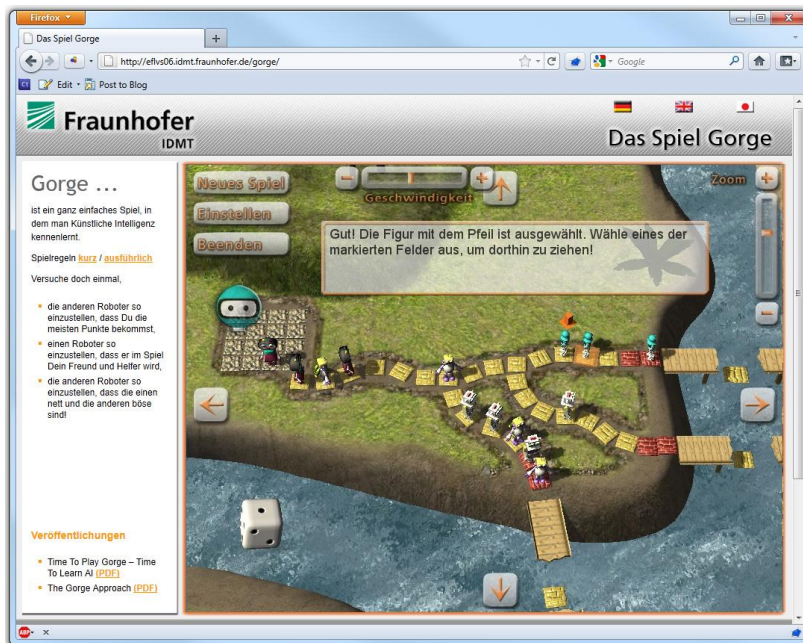 Firefox
Das Spiel Gorge
http://eflvs06.idmt.fraunhofer.de/gorge/
Google
Edit
Post to Blog
Fraunhofer
IDMT
Das Spiel Gorge
Gorge ...
ist ein ganz einfaches Spiel, in
dem man Künstliche Intelligenz
kennenlernt.
Spielregeln kurz / ausführlich
Versuche doch einmal,
die anderen Roboter so
einzustellen, dass Du die
meisten Punkte bekommst,
einen Roboter so
einzustellen, dass er im Spiel
Dein Freund und Helfer wird,
die anderen Roboter so
einzustellen, dass die einen
nett und die anderen böse
sind!
Veröffentlichungen
Time To Play Gorge – Time
To Learn AI (PDF)
The Gorge Approach (PDF)
Neues Spiel
Einstellen
Beenden
Geschwindigkeit
Zoom
Gut! Die Figur mit dem Pfeil ist ausgewählt. Wähle eines der
markierten Felder aus, um dorthin zu ziehen!
ABP